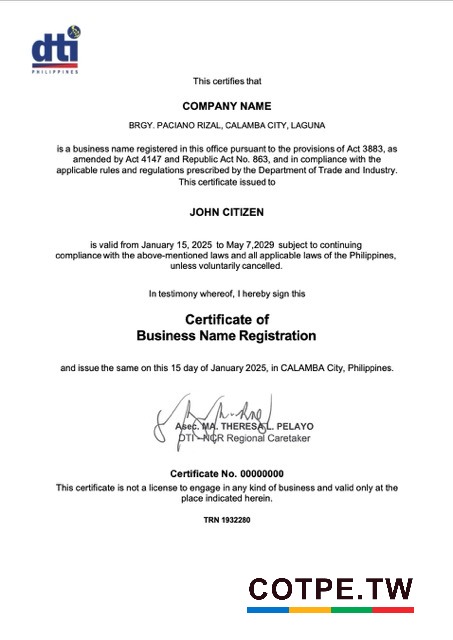 dti
PHILIPPINES
This certifies that
COMPANY NAME
BRGY. PACIANO RIZAL, CALAMBA CITY, LAGUNA
is a business name registered in this office pursuant to the provisions of Act 3883, as
amended by Act 4147 and Republic Act No. 863, and in compliance with the
applicable rules and regulations prescribed by the Department of Trade and Industry.
This certificate issued to
JOHN CITIZEN
is valid from January 15, 2025 to May 7,2029 subject to continuing
compliance with the above-mentioned laws and all applicable laws of the Philippines,
unless voluntarily cancelled.
In testimony whereof, I hereby sign this
Certificate of
Business Name Registration
and issue the same on this 15 day of January 2025, in CALAMBA City, Philippines.
Asec. MA. THERESA L. PELAYO
DTI - NCR Regional Caretaker
Certificate No. 00000000
This certificate is not a license to engage in any kind of business and valid only at the
place indicated herein.
TRN 1932280
COTPE.TW